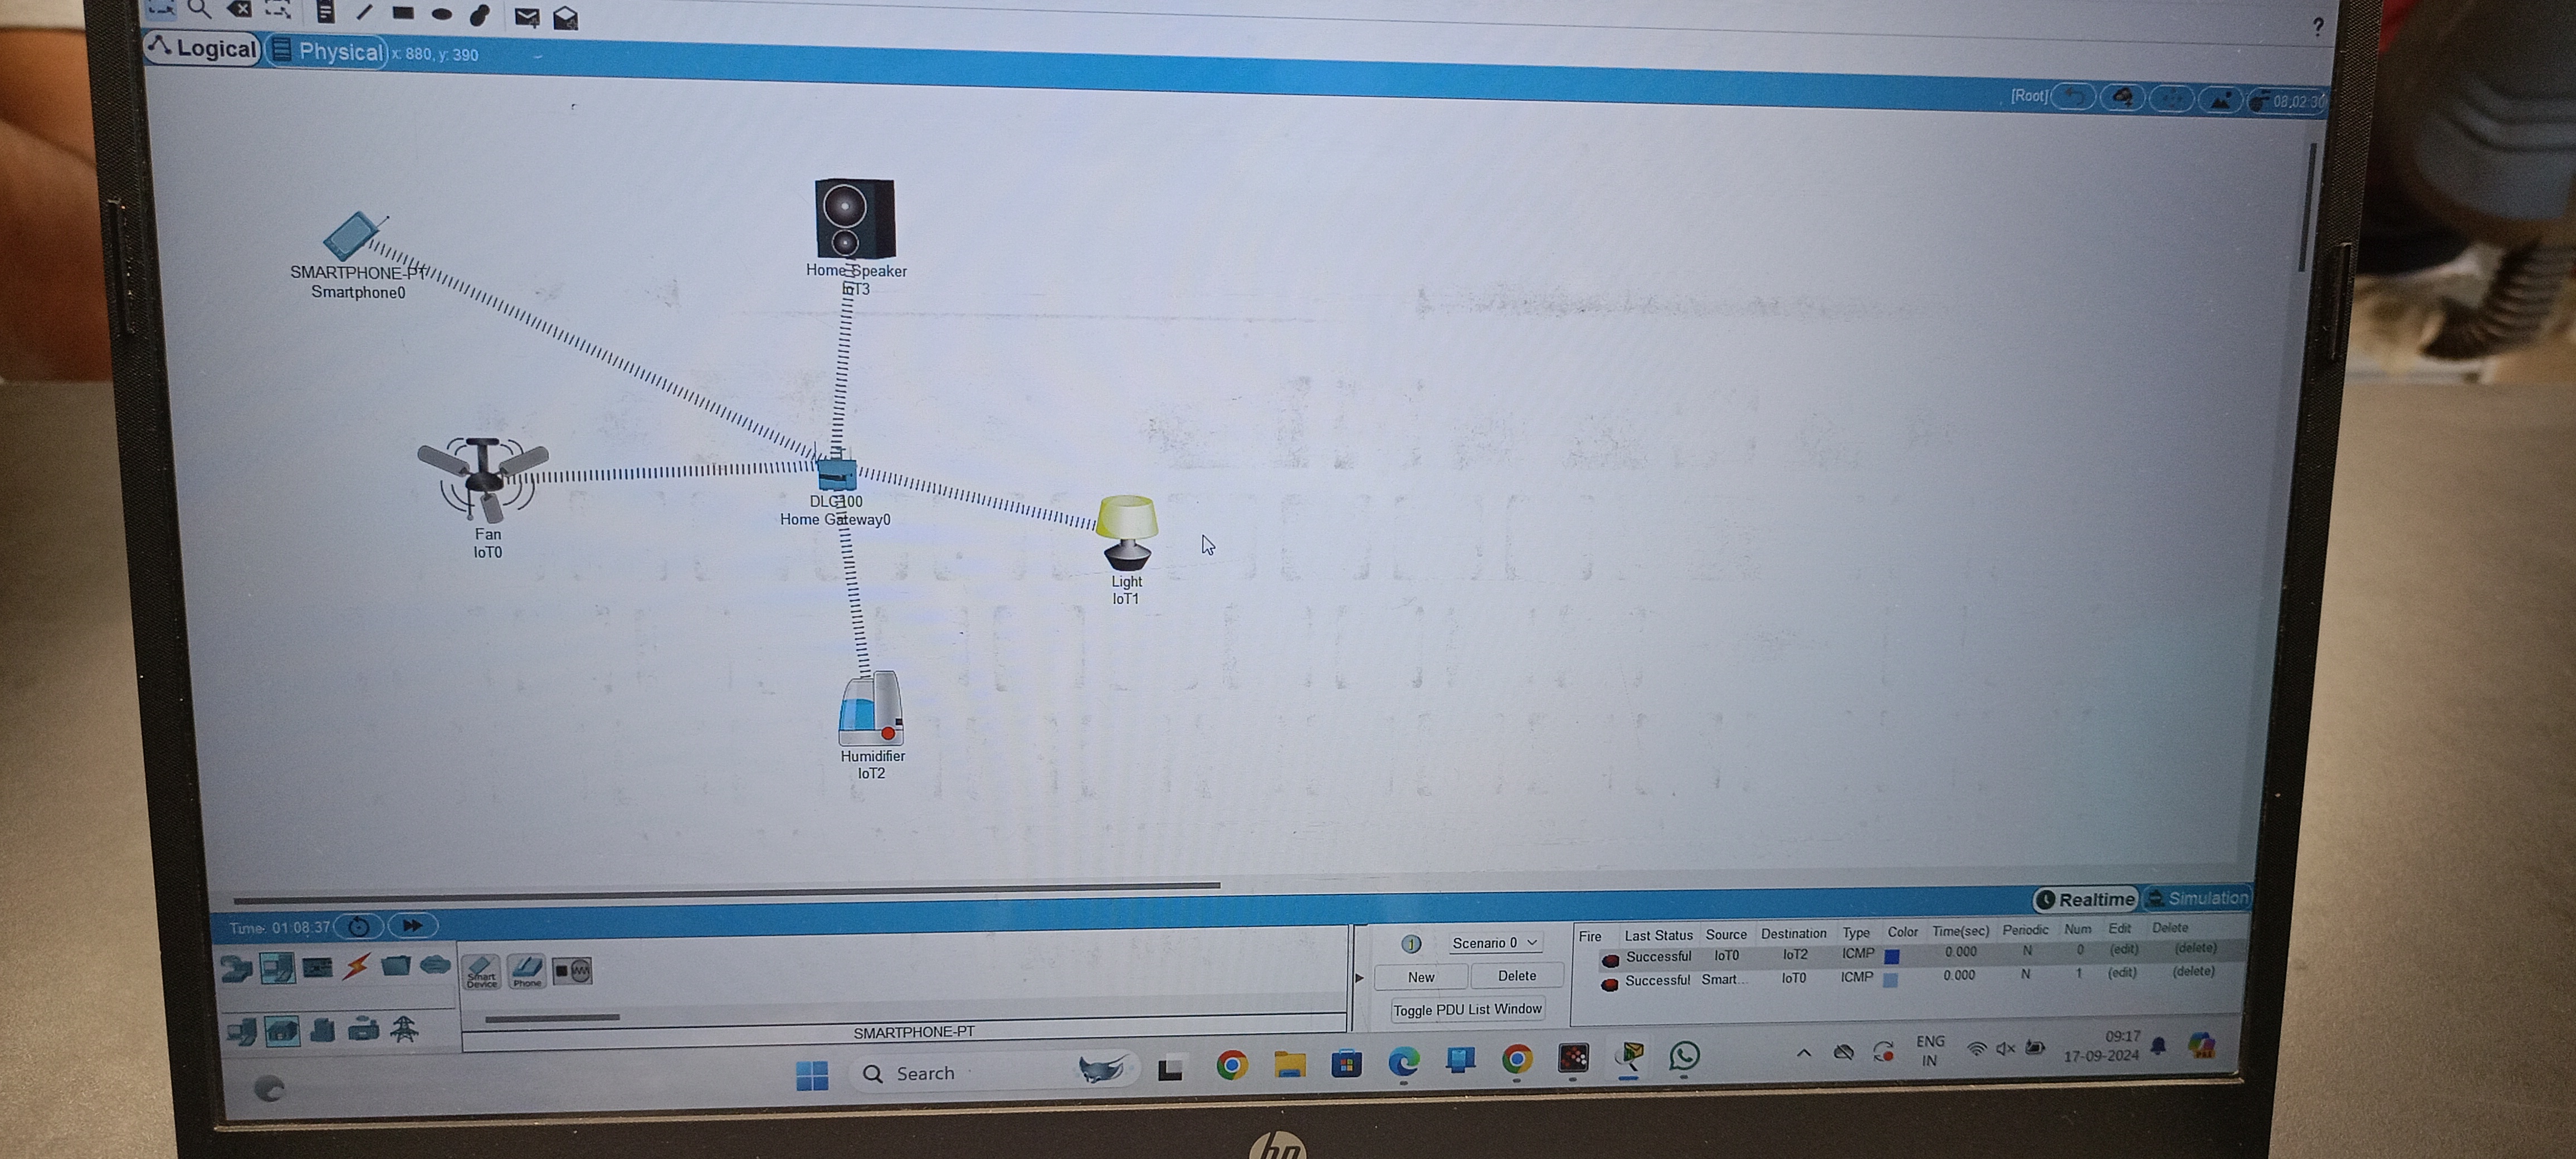 ?
Logical Physical x: 880, y: 390
[Root] 08:02:30
SMARTPHONE-PT
Smartphone0
Home Speaker
IoT3
Fan
IoT0
DLC100
Home Gateway0
Light
IoT1
Humidifier
IoT2
Realtime Simulation
Time: 01:08:37
Smart Device Phone
SMARTPHONE-PT
Scenario 0
New Delete
Toggle PDU List Window
Fire Last Status Source Destination Type Color Time(sec) Periodic Num Edit Delete
Successful IoT0 IoT2 ICMP 0.000 N 0 (edit) (delete)
Successful Smart... IoT0 ICMP 0.000 N 1 (edit) (delete)
Search
ENG
IN
09:17
17-09-2024
hp